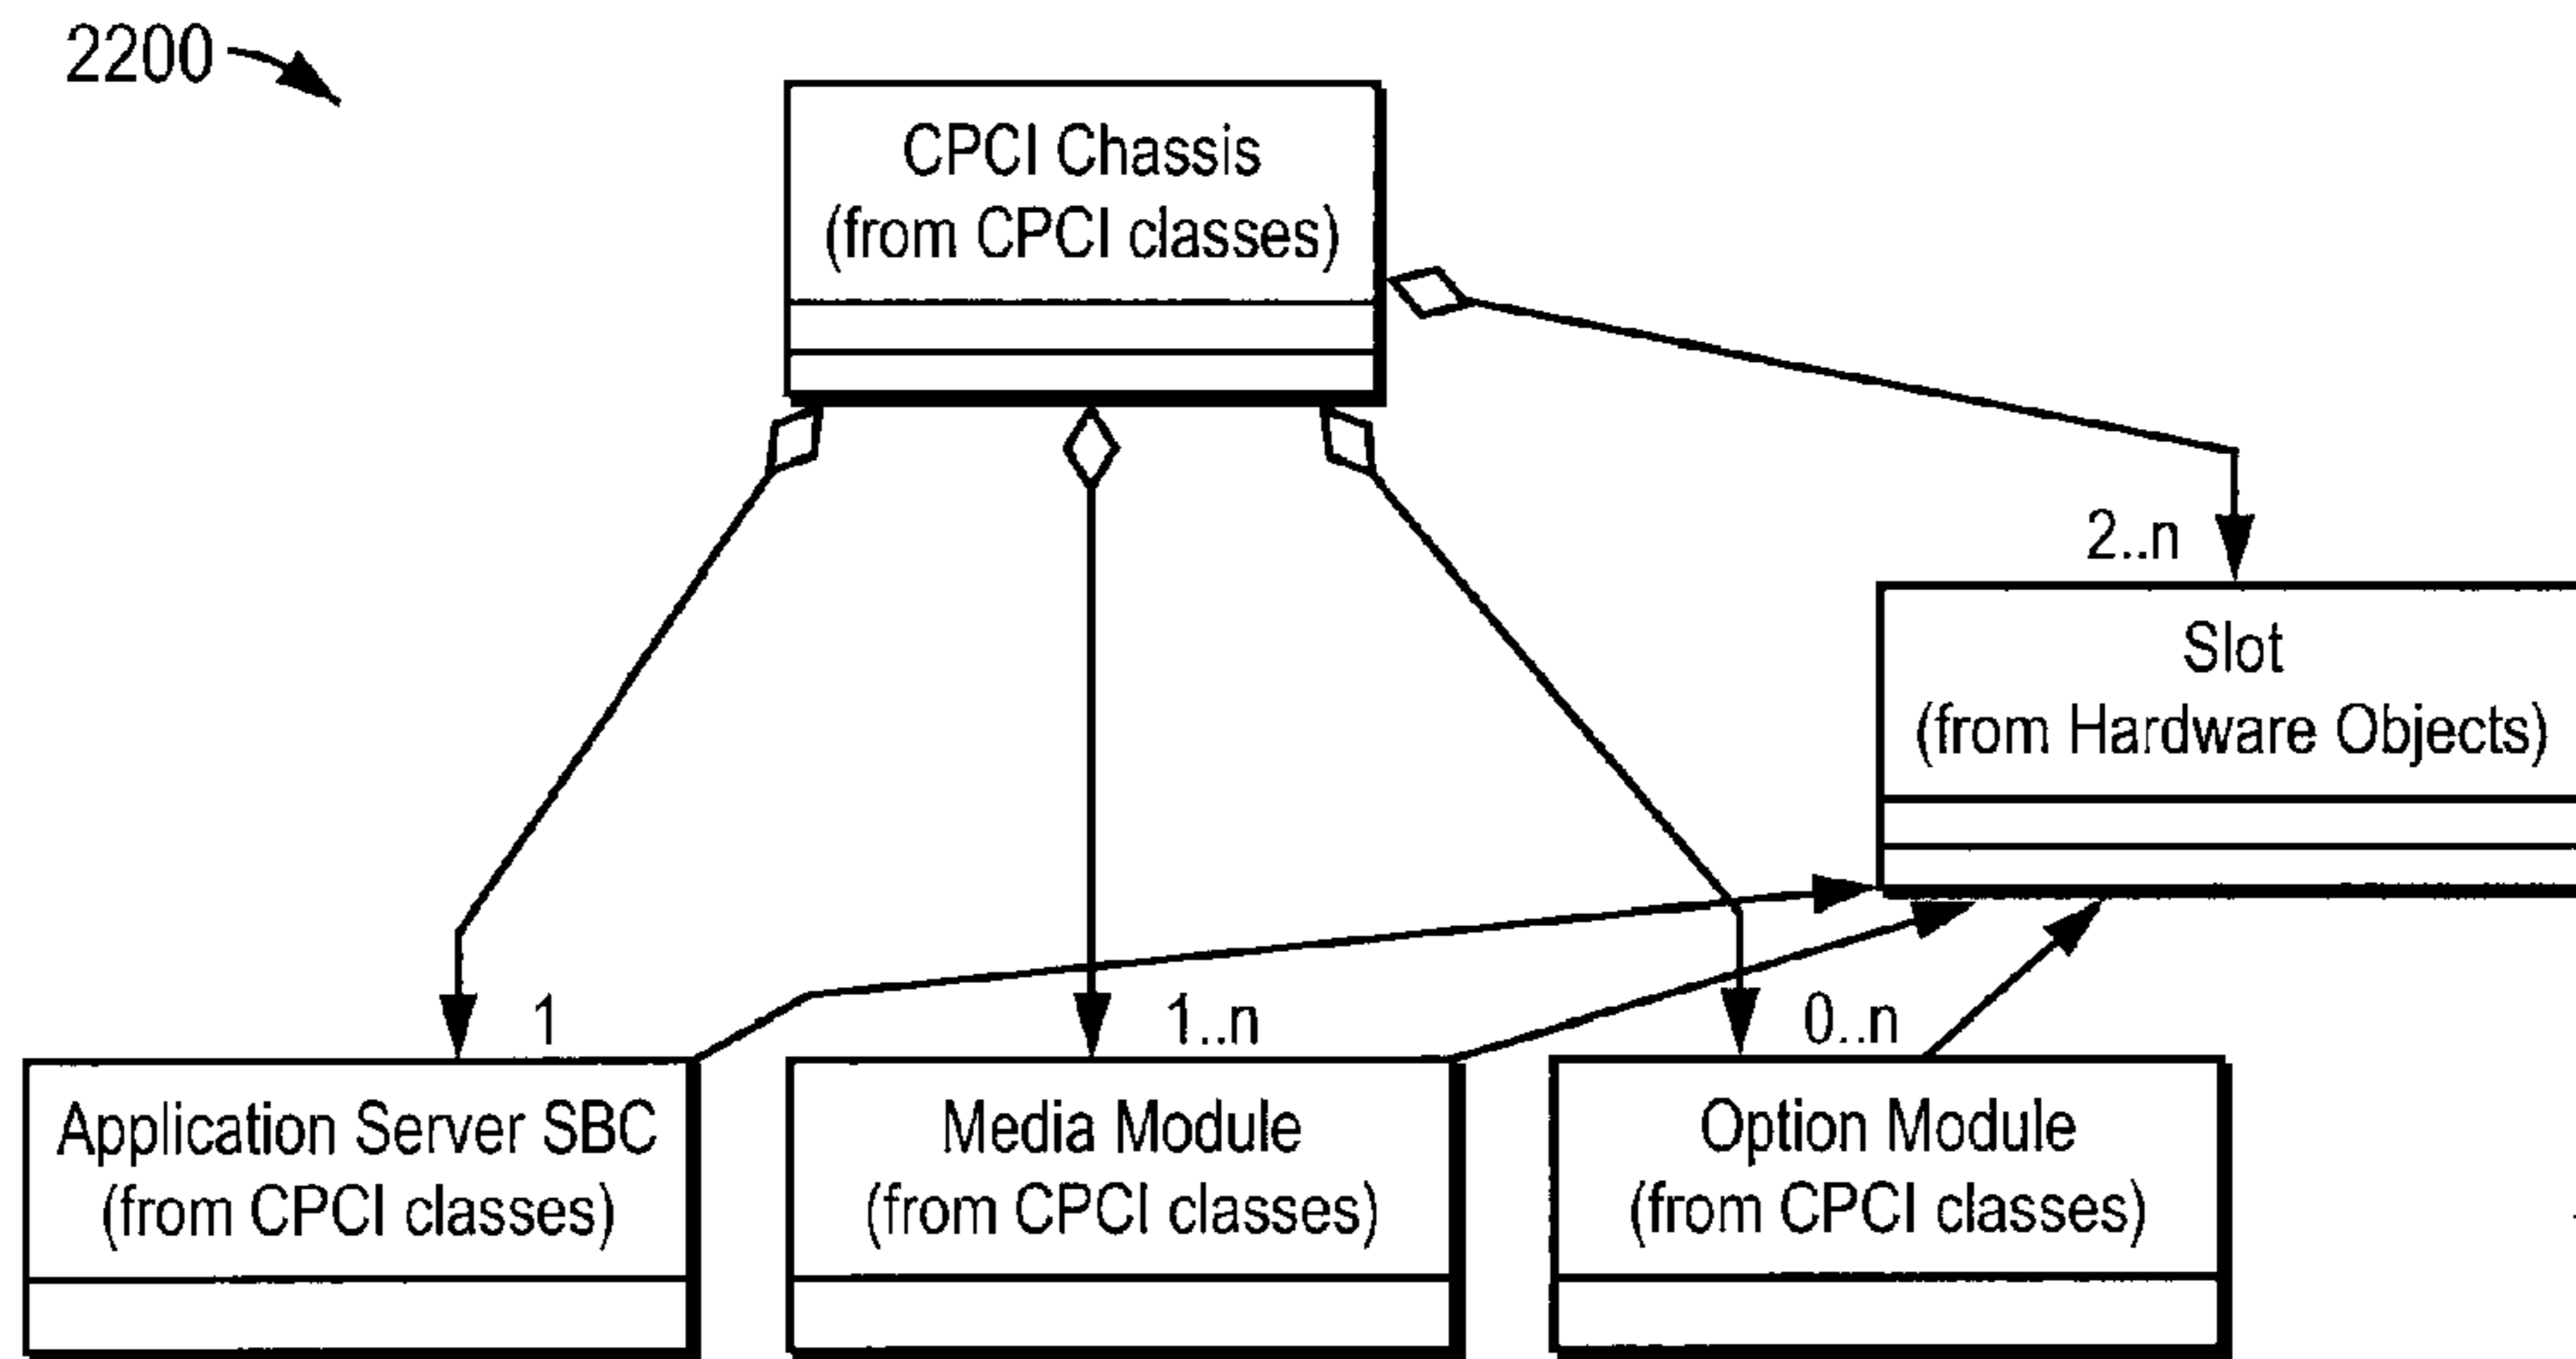 2200
CPCI Chassis
(from CPCI classes)
2..n
Slot
(from Hardware Objects)
1
1..n
0..n
Application Server SBC
(from CPCI classes)
Media Module
(from CPCI classes)
Option Module
(from CPCI classes)